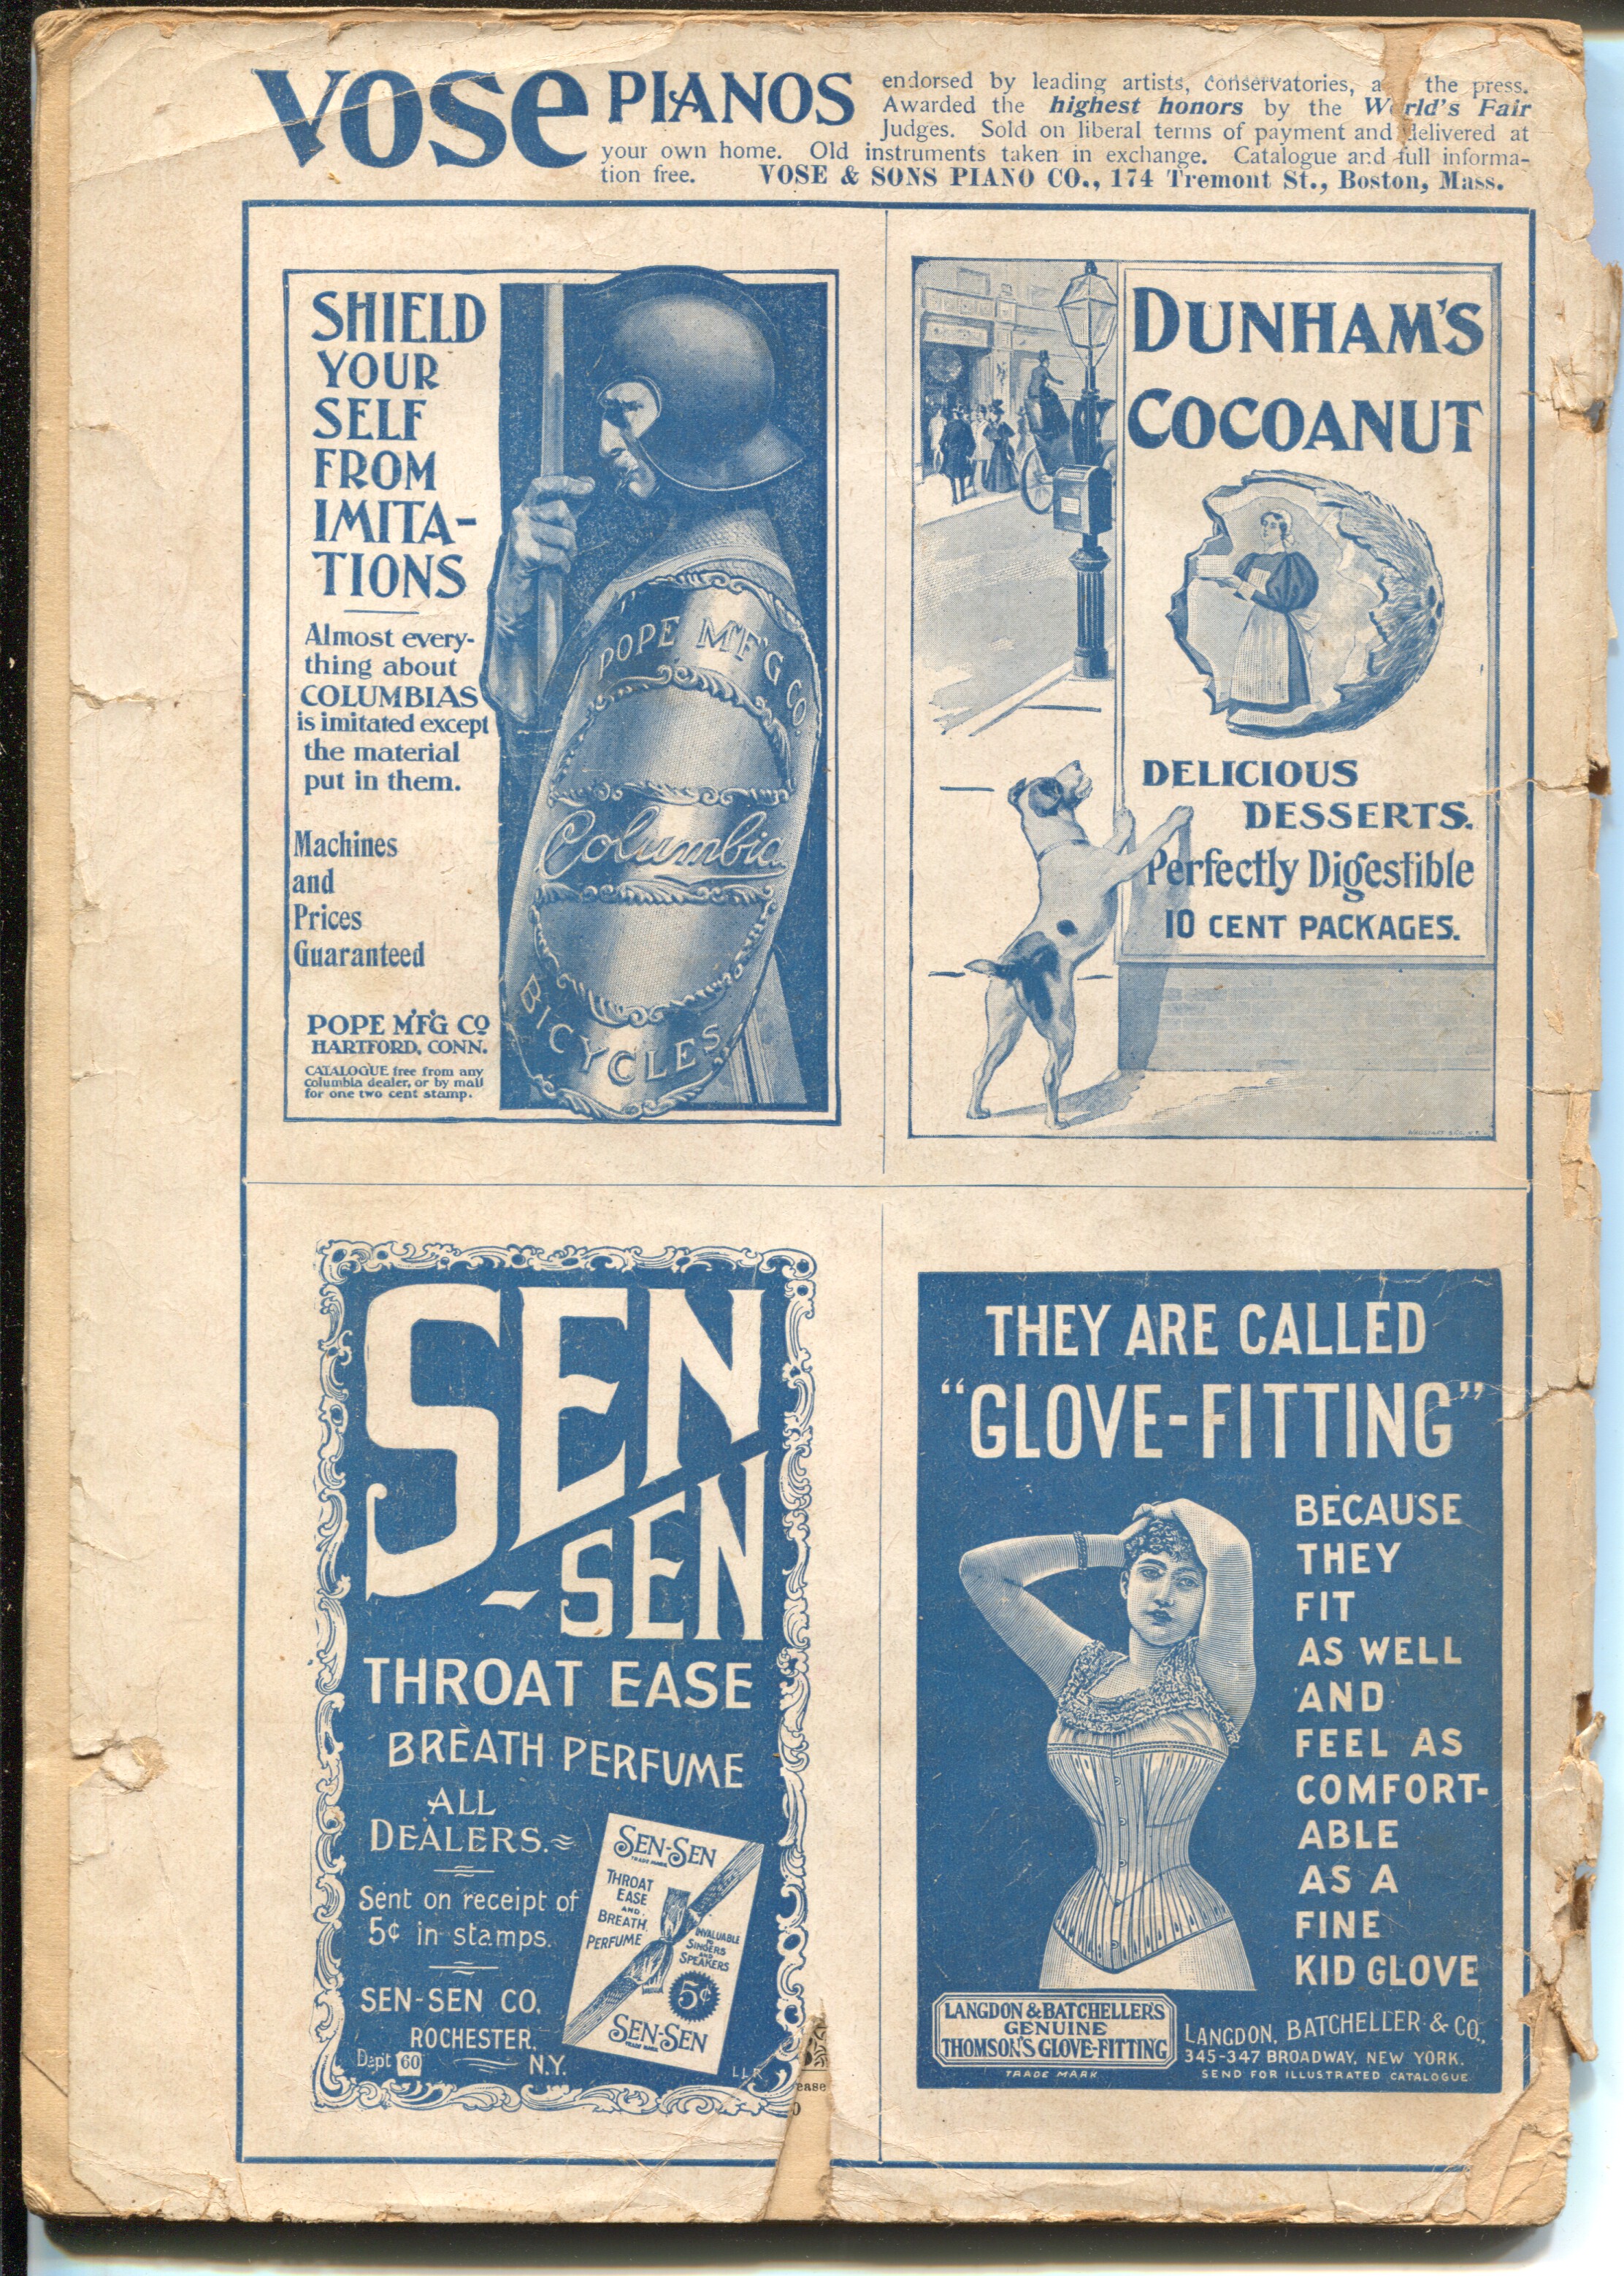 VOSE PIANOS
endorsed by leading artists, conservatories, a the press.
Awarded the highest honors by the World's Fair
Judges. Sold on liberal terms of payment and delivered at
your own home. Old instruments taken in exchange. Catalogue and full informa-
tion free. VOSE & SONS PIANO CO., 174 Tremont St., Boston, Mass.
SHIELD
YOUR
SELF
FROM
IMITA-
TIONS
Almost every-
thing about
COLUMBIAS
is imitated except
the material
put in them.
Machines
and
Prices
Guaranteed
POPE M'F'G CO
HARTFORD, CONN.
CATALOGUE free from any
Columbia dealer, or by mail
for one two cent stamp.
POPE M'F'G CO.
Columbia
BICYCLES
DUNHAM'S
COCOANUT
DELICIOUS
DESSERTS.
Perfectly Digestible
10 CENT PACKAGES.
SEN
-SEN
THROAT EASE
BREATH PERFUME
ALL
DEALERS.
Sent on receipt of
5¢ in stamps.
SEN-SEN CO.
ROCHESTER,
Dept 60 N.Y.
SEN-SEN
TRADE MARK
THROAT
EASE
AND
BREATH
PERFUME
INVALUABLE
TO
SINGERS
AND
SPEAKERS
5¢
SEN-SEN
TRADE MARK
L L R
ease
THEY ARE CALLED
"GLOVE-FITTING"
BECAUSE
THEY
FIT
AS WELL
AND
FEEL AS
COMFORT-
ABLE
AS A
FINE
KID GLOVE
LANGDON & BATCHELLER'S
GENUINE
THOMSON'S GLOVE-FITTING
TRADE MARK
LANGDON, BATCHELLER & CO.,
345-347 BROADWAY, NEW YORK.
SEND FOR ILLUSTRATED CATALOGUE